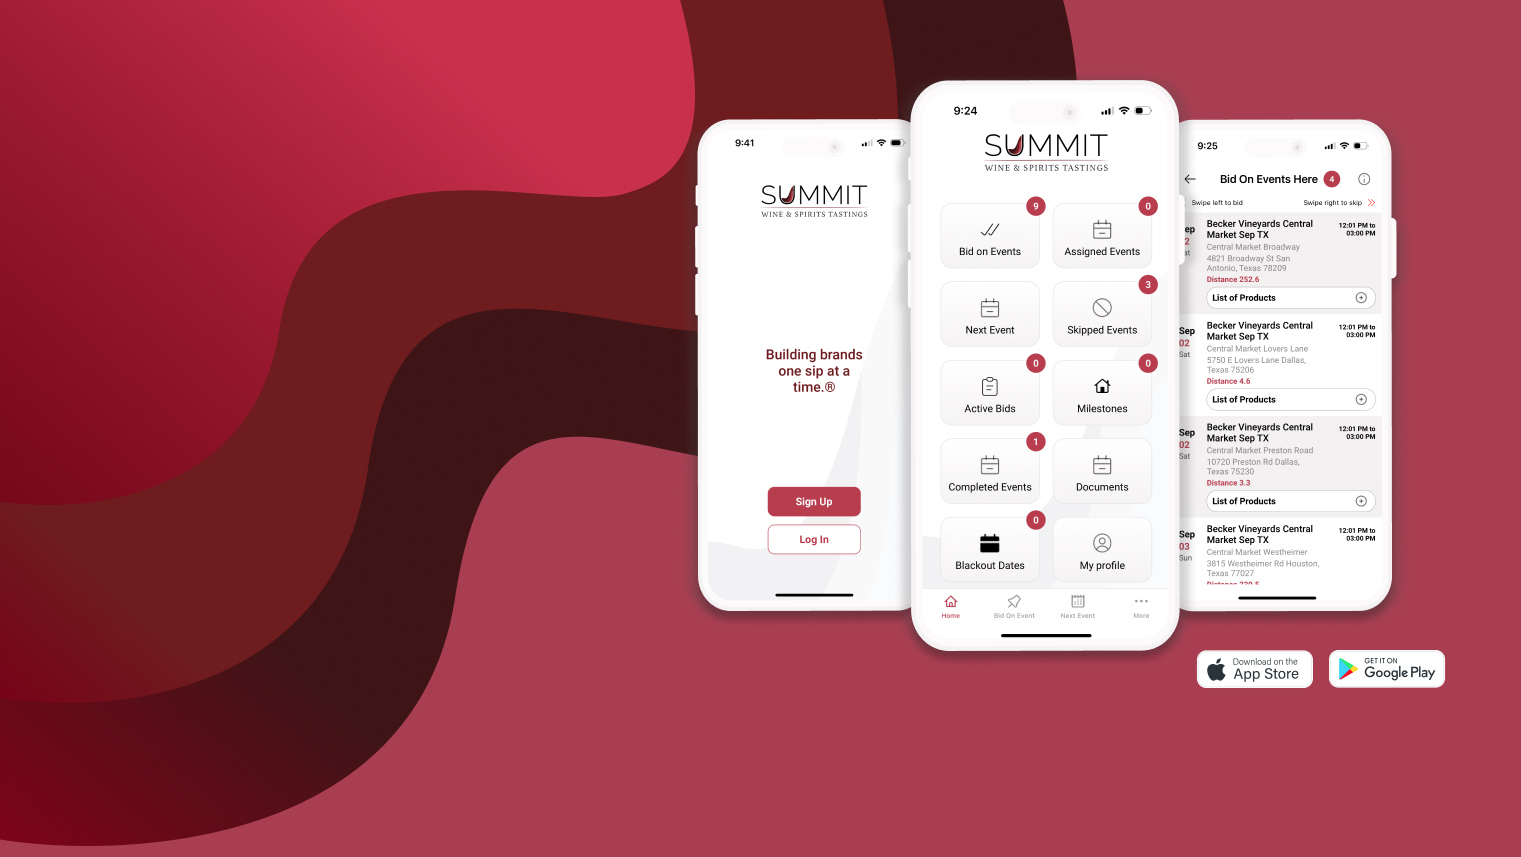 9:41
SUMMIT
WINE & SPIRITS TASTINGS
Building brands
one sip at a
time.®
Sign Up
Log In
9:24
SUMMIT
WINE & SPIRITS TASTINGS
9
Bid on Events
0
Assigned Events
Next Event
3
Skipped Events
0
Active Bids
0
Milestones
1
Completed Events
Documents
0
Blackout Dates
My profile
Home
Bid On Event
Next Event
More
9:25
Bid On Events Here 4
Swipe left to bid
Swipe right to skip
Becker Vineyards Central
Market Sep TX
12:01 PM to
03:00 PM
Central Market Broadway
4821 Broadway St San
Antonio, Texas 78209
Distance 252.6
List of Products
Sep
02
Sat
Becker Vineyards Central
Market Sep TX
12:01 PM to
03:00 PM
Central Market Lovers Lane
5750 E Lovers Lane Dallas,
Texas 75206
Distance 4.6
List of Products
Sep
02
Sat
Becker Vineyards Central
Market Sep TX
12:01 PM to
03:00 PM
Central Market Preston Road
10720 Preston Rd Dallas,
Texas 75230
Distance 3.3
List of Products
Sep
03
Sun
Becker Vineyards Central
Market Sep TX
12:01 PM to
03:00 PM
Central Market Westheimer
3815 Westheimer Rd Houston,
Texas 77027
Download on the
App Store
GET IT ON
Google Play